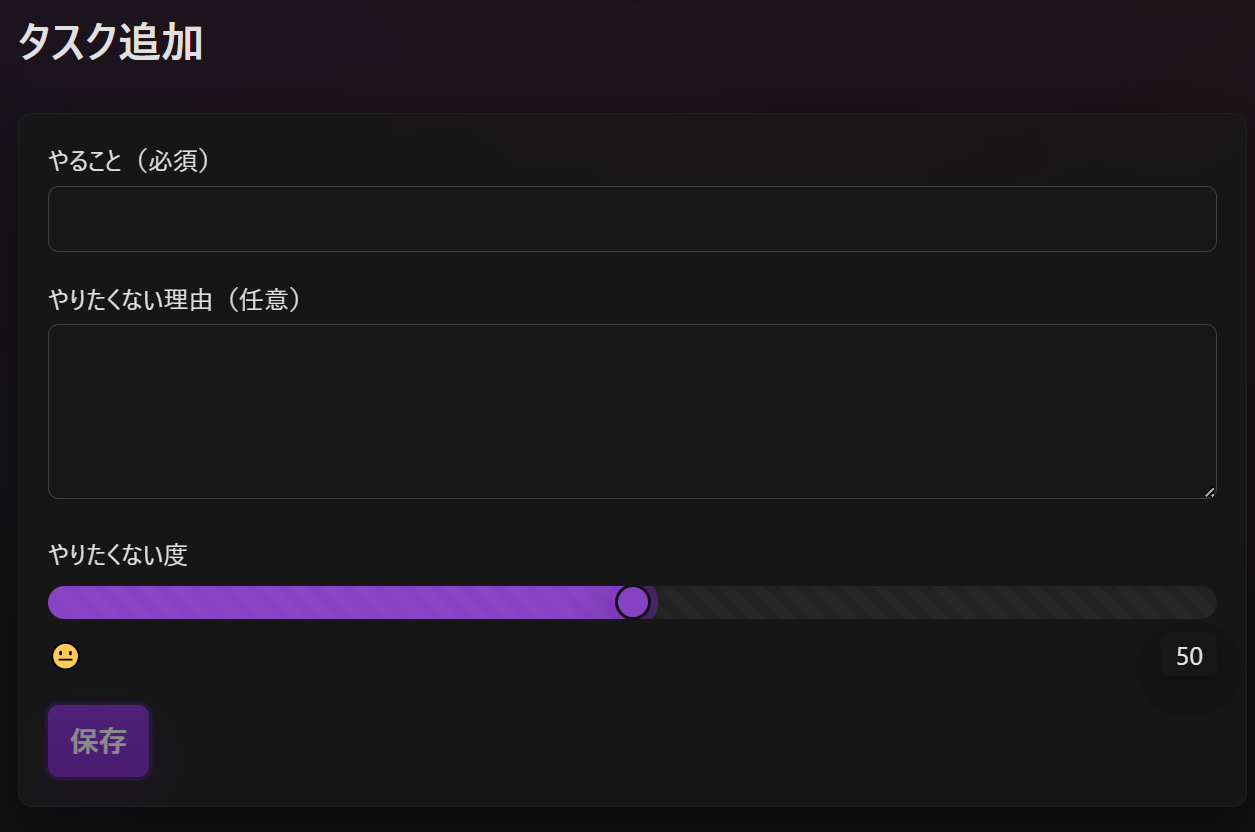 タスク追加
やること（必須）
やりたくない理由（任意）
やりたくない度
50
保存